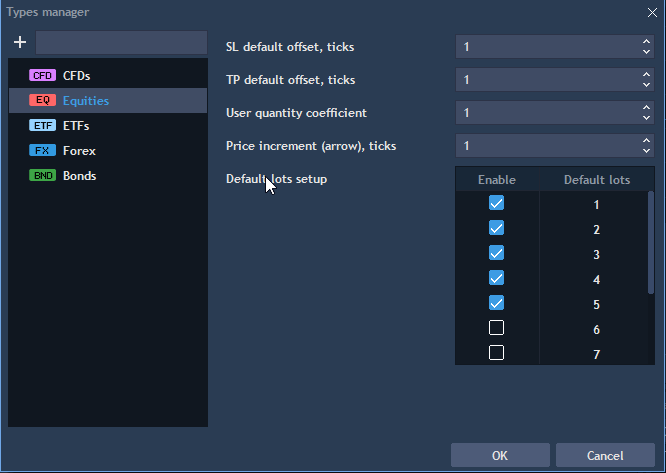 Types manager
SL default offset, ticks 1
CFD CFDs
TP default offset, ticks 1
EQ Equities
User quantity coefficient 1
ETF ETFs
Price increment (arrow), ticks 1
FX Forex
BND Bonds
Default lots setup
Enable Default lots
1
2
3
4
5
6
7
OK Cancel